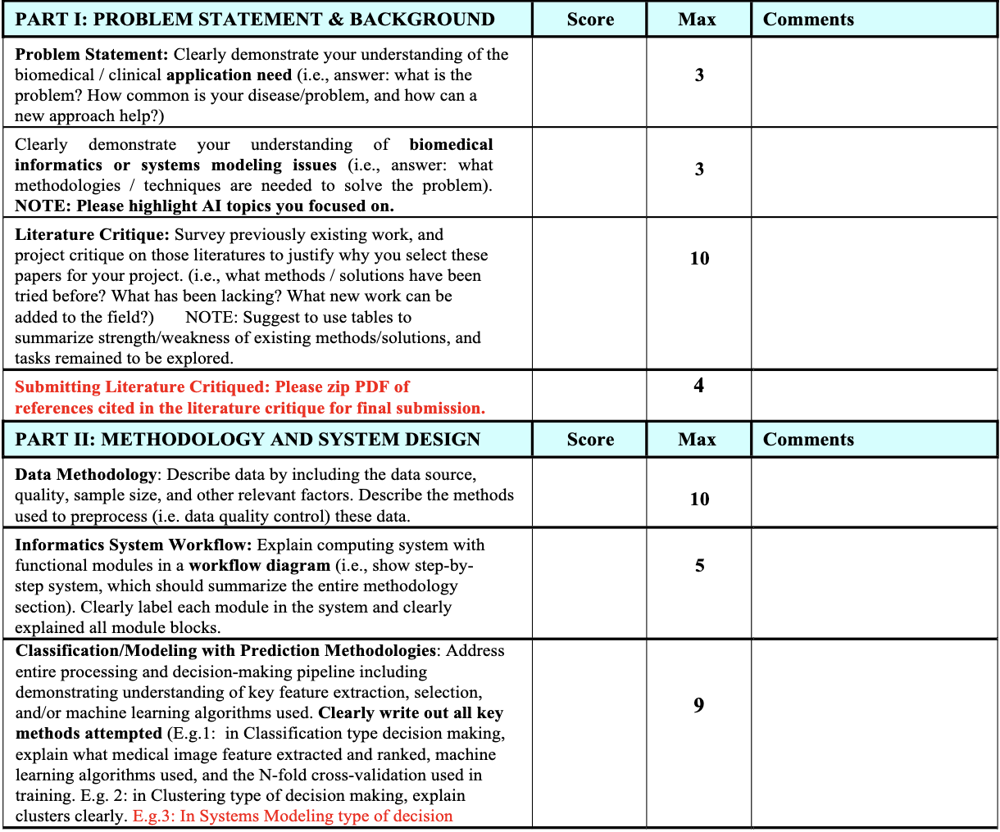 PART I: PROBLEM STATEMENT & BACKGROUND Score Max Comments
Problem Statement: Clearly demonstrate your understanding of the
biomedical / clinical application need (i.e., answer: what is the
problem? How common is your disease/problem, and how can a
new approach help?)
3
Clearly demonstrate your understanding of biomedical
informatics or systems modeling issues (i.e., answer: what
methodologies / techniques are needed to solve the problem).
NOTE: Please highlight AI topics you focused on.
3
Literature Critique: Survey previously existing work, and
project critique on those literatures to justify why you select these
papers for your project. (i.e., what methods / solutions have been
tried before? What has been lacking? What new work can be
added to the field?) NOTE: Suggest to use tables to
summarize strength/weakness of existing methods/solutions, and
tasks remained to be explored.
10
Submitting Literature Critiqued: Please zip PDF of
references cited in the literature critique for final submission.
4
PART II: METHODOLOGY AND SYSTEM DESIGN Score Max Comments
Data Methodology: Describe data by including the data source,
quality, sample size, and other relevant factors. Describe the methods
used to preprocess (i.e. data quality control) these data.
10
Informatics System Workflow: Explain computing system with
functional modules in a workflow diagram (i.e., show step-by-
step system, which should summarize the entire methodology
section). Clearly label each module in the system and clearly
explained all module blocks.
5
Classification/Modeling with Prediction Methodologies: Address
entire processing and decision-making pipeline including
demonstrating understanding of key feature extraction, selection,
and/or machine learning algorithms used. Clearly write out all key
methods attempted (E.g.1: in Classification type decision making,
explain what medical image feature extracted and ranked, machine
learning algorithms used, and the N-fold cross-validation used in
training. E.g. 2: in Clustering type of decision making, explain
clusters clearly. E.g.3: In Systems Modeling type of decision
9